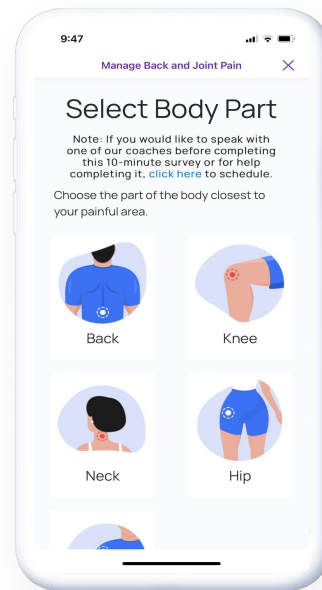 9:47
Manage Back and Joint Pain
Select Body Part
Note: If you would like to speak with
one of our coaches before completing
this 10-minute survey or for help
completing it, click here to schedule.
Choose the part of the body closest to
your painful area.
Back
Knee
Neck
Hip